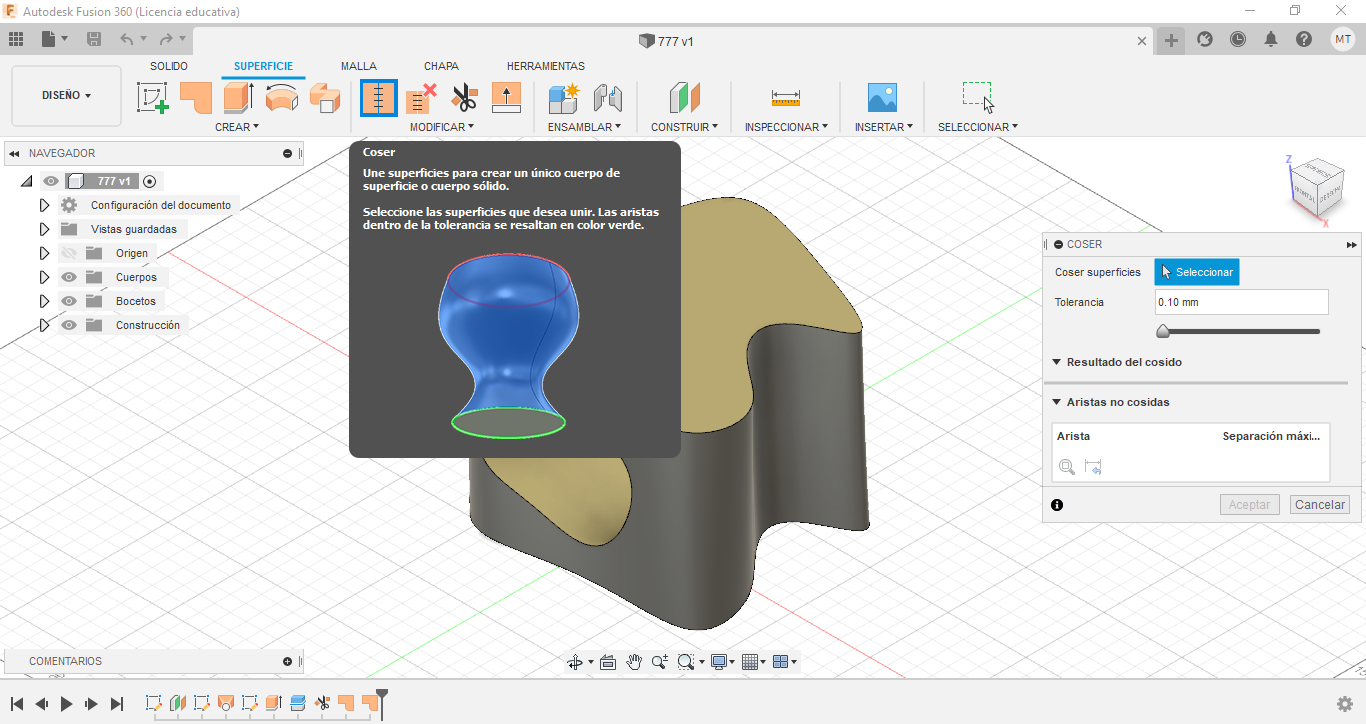 Autodesk Fusion 360 (Licencia educativa)
777 v1
MT
SOLIDO
SUPERFICIE
MALLA
CHAPA
HERRAMIENTAS
DISEÑO
CREAR
MODIFICAR
ENSAMBLAR
CONSTRUIR
INSPECCIONAR
INSERTAR
SELECCIONAR
NAVEGADOR
777 v1
Configuración del documento
Vistas guardadas
Origen
Cuerpos
Bocetos
Construcción
Coser
Une superficies para crear un único cuerpo de
superficie o cuerpo sólido.
Seleccione las superficies que desea unir. Las aristas
dentro de la tolerancia se resaltan en color verde.
Z
X
COSER
Coser superficies
Seleccionar
Tolerancia
0.10 mm
Resultado del cosido
Aristas no cosidas
Arista
Separación máxi...
Aceptar
Cancelar
COMENTARIOS